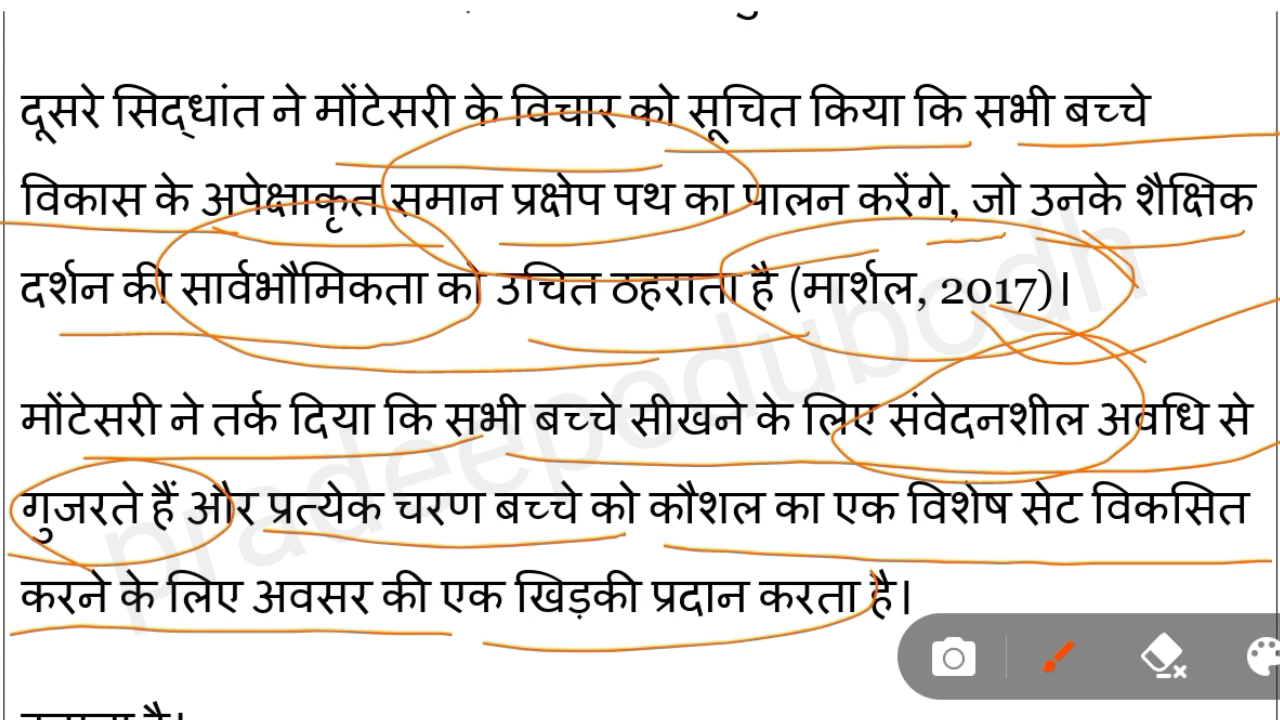 दूसरे सिद्धांत ने मोंटेसरी के विचार को सूचित किया कि सभी बच्चे
विकास के अपेक्षाकृत समान प्रक्षेप पथ का पालन करेंगे, जो उनके शैक्षिक
दर्शन की सार्वभौमिकता को उचित ठहराता है (मार्शल, 2017)।
मोंटेसरी ने तर्क दिया कि सभी बच्चे सीखने के लिए संवेदनशील अवधि से
गुजरते हैं और प्रत्येक चरण बच्चे को कौशल का एक विशेष सेट विकसित
करने के लिए अवसर की एक खिड़की प्रदान करता है।
pradeepedubodh